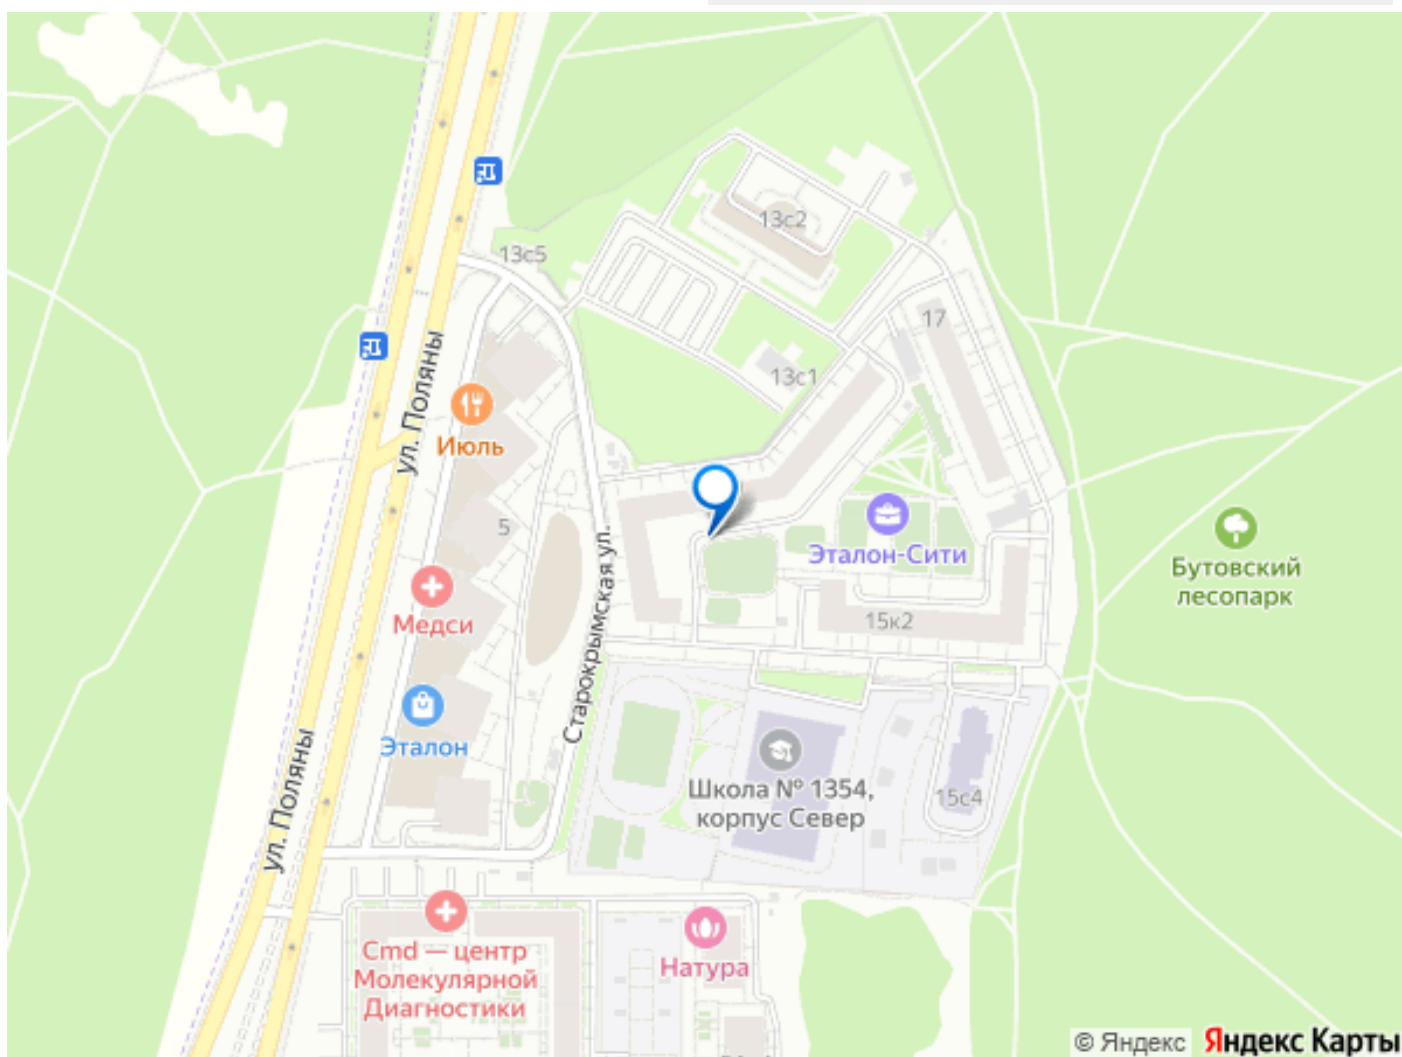 13с2
13с5
17
13с1
ул. Поляны
Июль
5
Эталон-Сити
Бутовский
лесопарк
Медси
15к2
Старокрымская ул.
Эталон
ул. Поляны
Школа № 1354,
корпус Север
15с4
Cmd — центр
Молекулярной
Диагностики
Натура
© Яндекс Яндекс Карты